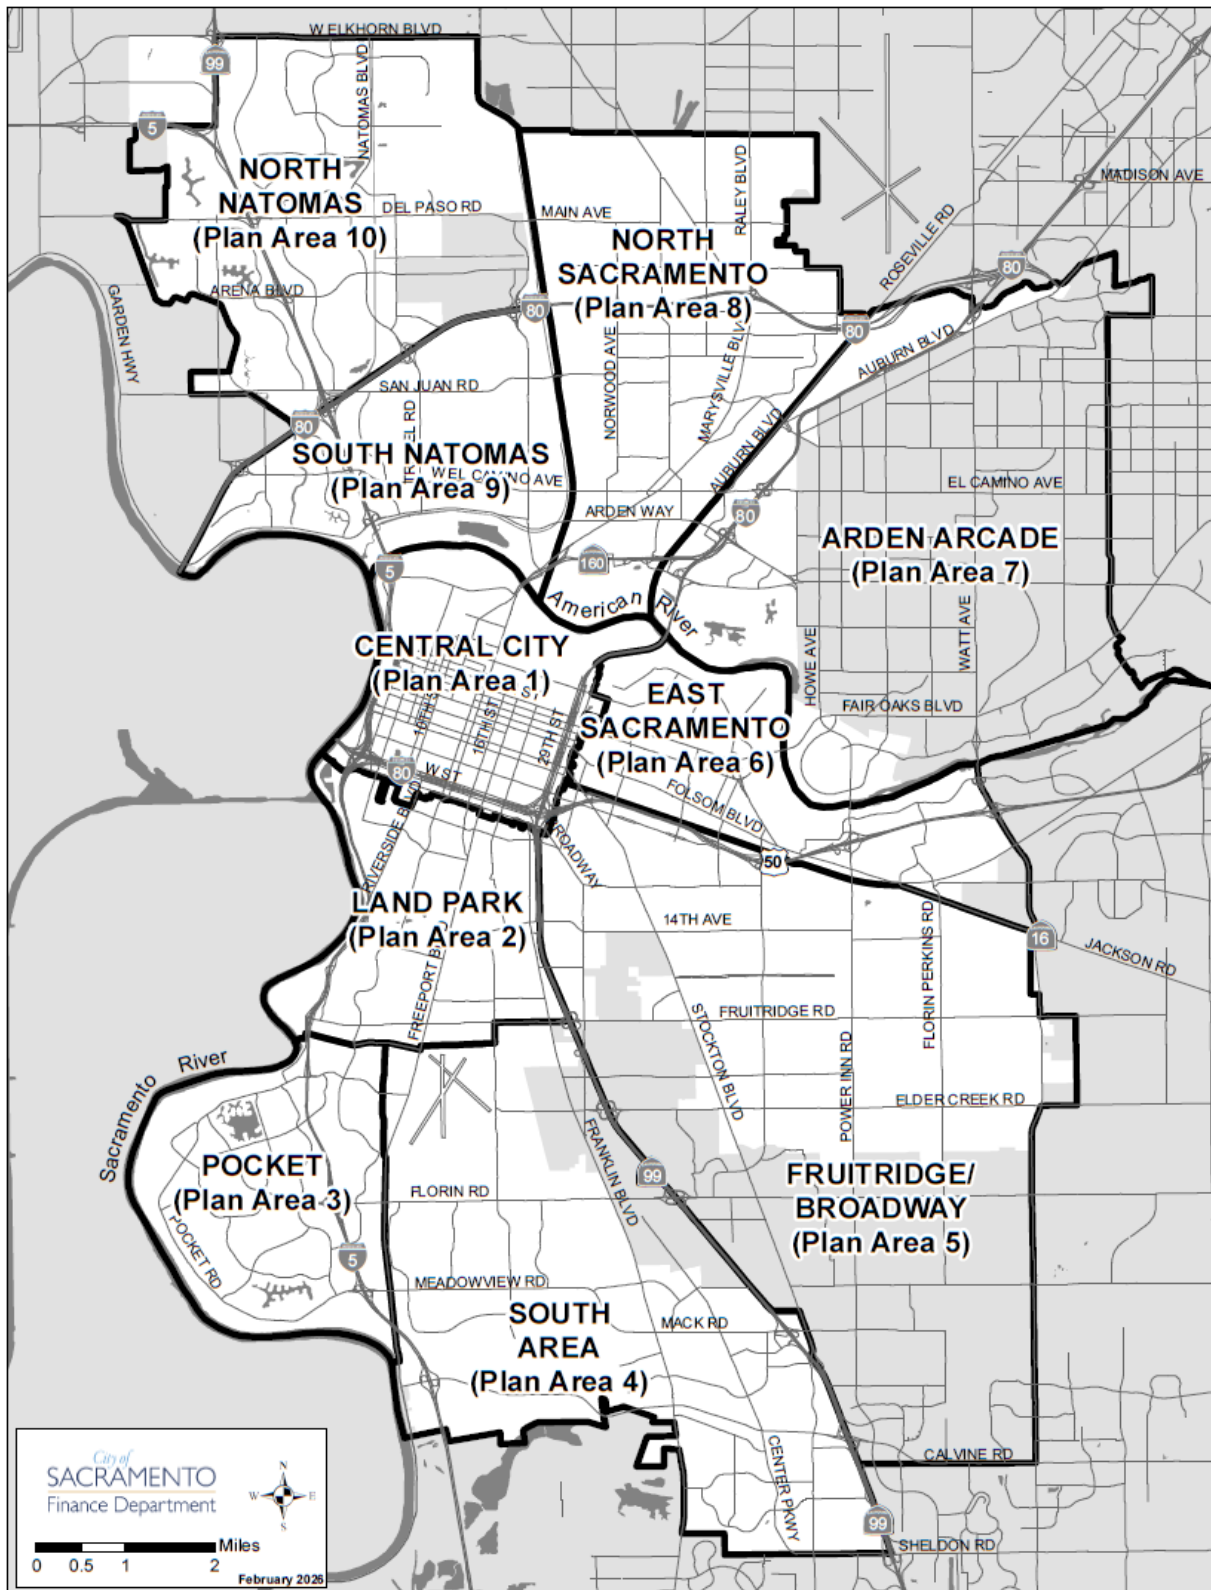 W ELKHORN BLVD
99
NATOMAS BLVD
5
NORTH
NATOMAS
(Plan Area 10)
DEL PASO RD
MAIN AVE
RALEY BLVD
MADISON AVE
NORTH
SACRAMENTO
(Plan Area 8)
ROSEVILLE RD
80
ARENA BLVD
GARDEN HWY
80
80
AUBURN BLVD
NORWOOD AVE
MARYSVILLE BLV
SAN JUAN RD
80
SOUTH NATOMAS
(Plan Area 9)
EL RD
W EL CAMINO AVE
AUBURN BLVD
EL CAMINO AVE
ARDEN WAY
80
ARDEN ARCADE
(Plan Area 7)
160
5
American
River
HOWE AVE
WATT AVE
CENTRAL CITY
(Plan Area 1)
ST
EAST
SACRAMENTO
(Plan Area 6)
FAIR OAKS BLVD
16TH ST
29TH ST
80
W ST
FOLSOM BLVD
50
ROADWAY
RIVERSIDE B
LAND PARK
(Plan Area 2)
14TH AVE
FLORIN PERKINS RD
16
JACKSON RD
FREEPORT B
FRUITRIDGE RD
STOCKTON BLVD
POWER INN RD
Sacramento
River
ELDER CREEK RD
FRANKLIN BLVD
POCKET
(Plan Area 3)
FLORIN RD
99
FRUITRIDGE/
BROADWAY
(Plan Area 5)
POCKET RD
5
MEADOWVIEW RD
SOUTH
AREA
(Plan Area 4)
MACK RD
CENTER PKWY
CALVINE RD
99
SHELDON RD
City of
SACRAMENTO
Finance Department
N
W
E
S
Miles
0 0.5 1 2
February 2026